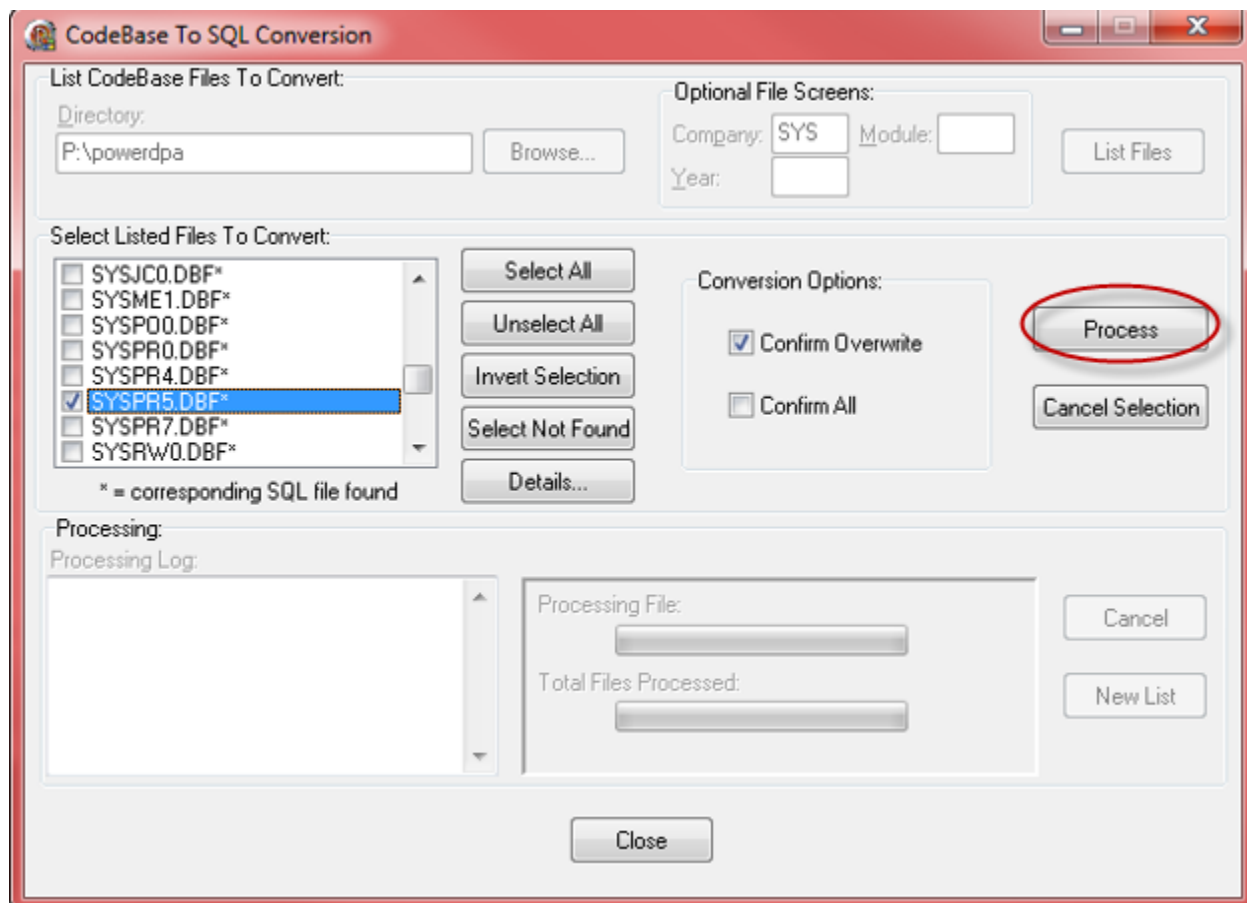 CodeBase To SQL Conversion
List CodeBase Files To Convert:
Directory:
P:\powerdpa
Browse...
Optional File Screens:
Company: SYS Module:
Year:
List Files
Select Listed Files To Convert:
SYSJC0.DBF*
SYSME1.DBF*
SYSPO0.DBF*
SYSPR0.DBF*
SYSPR4.DBF*
SYSPR5.DBF*
SYSPR7.DBF*
SYSRW0.DBF*
* = corresponding SQL file found
Select All
Unselect All
Invert Selection
Select Not Found
Details...
Conversion Options:
Confirm Overwrite
Confirm All
Process
Cancel Selection
Processing:
Processing Log:
Processing File:
Total Files Processed:
Cancel
New List
Close